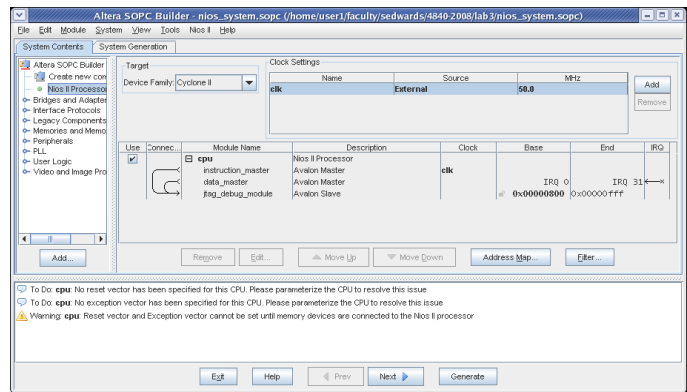 Altera SOPC Builder - nios_system.sopc (/home/user1/faculty/sedwards/4840-2008/lab3/nios_system.sopc)
File Edit Module System View Tools Nios II Help
System Contents System Generation
Altera SOPC Builder
Create new com
Nios II Processor
Bridges and Adapter
Interface Protocols
Legacy Components
Memories and Memo
Peripherals
PLL
User Logic
Video and Image Pro
Add...
Target
Device Family: Cyclone II
Clock Settings
Name Source MHz
clk External 50.0
Add
Remove
Use Connec... Module Name Description Clock Base End IRQ
cpu Nios II Processor
instruction_master Avalon Master clk
data_master Avalon Master IRQ 0 IRQ 31
jtag_debug_module Avalon Slave 0x00000800 0x00000fff
Remove Edit... Move Up Move Down Address Map... Filter...
To Do: cpu: No reset vector has been specified for this CPU. Please parameterize the CPU to resolve this issue
To Do: cpu: No exception vector has been specified for this CPU. Please parameterize the CPU to resolve this issue
Warning: cpu: Reset vector and Exception vector cannot be set until memory devices are connected to the Nios II processor
Exit Help Prev Next Generate